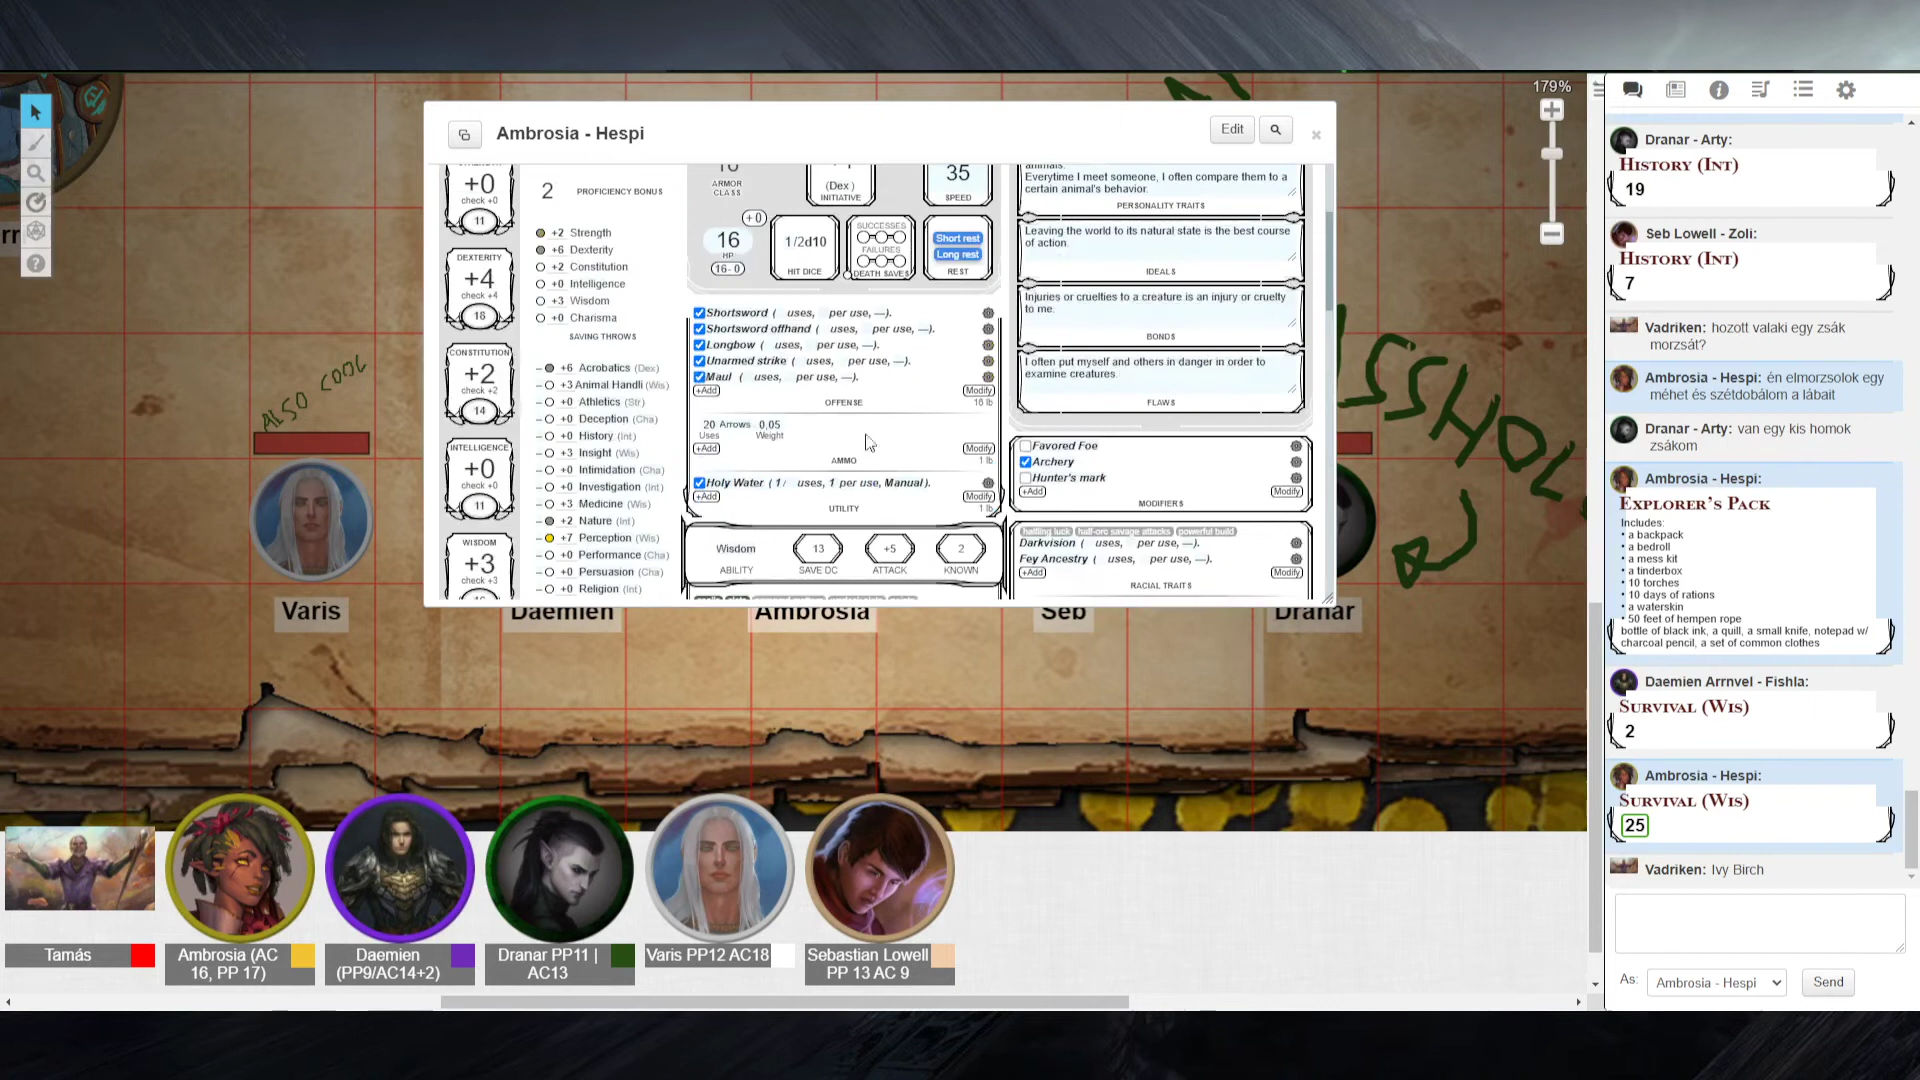 179%
Ambrosia - Hespi
Edit
+0
check +0
11
DEXTERITY
+4
check +4
18
CONSTITUTION
+2
check +2
14
INTELLIGENCE
+0
check +0
11
WISDOM
+3
check +3
2 PROFICIENCY BONUS
+2 Strength
+6 Dexterity
+2 Constitution
+0 Intelligence
+3 Wisdom
+0 Charisma
SAVING THROWS
+6 Acrobatics (Dex)
+3 Animal Handli (Wis)
+0 Athletics (Str)
+0 Deception (Cha)
+0 History (Int)
+3 Insight (Wis)
+0 Intimidation (Cha)
+0 Investigation (Int)
+3 Medicine (Wis)
+2 Nature (Int)
+7 Perception (Wis)
+0 Performance (Cha)
+0 Persuasion (Cha)
+0 Religion (Int)
ARMOR
CLASS
(Dex )
INITIATIVE
35
SPEED
+0
16
HP
16- 0
1/2d10
HIT DICE
SUCCESSES
FAILURES
DEATH SAVES
Short rest
Long rest
REST
Shortsword ( uses, per use, —).
Shortsword offhand ( uses, per use, —).
Longbow ( uses, per use, —).
Unarmed strike ( uses, per use, —).
Maul ( uses, per use, —).
+Add Modify
OFFENSE 16 lb
20 Arrows 0,05
Uses Weight
+Add Modify
AMMO 1 lb
Holy Water ( 1 / uses, 1 per use, Manual).
+Add Modify
UTILITY 1 lb
Wisdom 13 +5 2
ABILITY SAVE DC ATTACK KNOWN
animals.
Everytime I meet someone, I often compare them to a
certain animal's behavior.
PERSONALITY TRAITS
Leaving the world to its natural state is the best course
of action.
IDEALS
Injuries or cruelties to a creature is an injury or cruelty
to me.
BONDS
I often put myself and others in danger in order to
examine creatures.
FLAWS
Favored Foe
Archery
Hunter's mark
+Add Modify
MODIFIERS
halfling luck half-orc savage attacks powerful build
Darkvision ( uses, per use, —).
Fey Ancestry ( uses, per use, —).
+Add Modify
RACIAL TRAITS
ALSO COOL
Varis
Daemien
Ambrosia
Seb
Dranar
Tamás
Ambrosia (AC
16, PP 17)
Daemien
(PP9/AC14+2)
Dranar PP11 |
AC13
Varis PP12 AC18
Sebastian Lowell
PP 13 AC 9
Dranar - Arty:
History (Int)
19
Seb Lowell - Zoli:
History (Int)
7
Vadriken: hozott valaki egy zsák
morzsát?
Ambrosia - Hespi: én elmorzsolok egy
méhet és szétdobálom a lábait
Dranar - Arty: van egy kis homok
zsákom
Ambrosia - Hespi:
Explorer's Pack
Includes:
• a backpack
• a bedroll
• a mess kit
• a tinderbox
• 10 torches
• 10 days of rations
• a waterskin
• 50 feet of hempen rope
bottle of black ink, a quill, a small knife, notepad w/
charcoal pencil, a set of common clothes
Daemien Arrnvel - Fishla:
Survival (Wis)
2
Ambrosia - Hespi:
Survival (Wis)
25
Vadriken: Ivy Birch
As: Ambrosia - Hespi Send